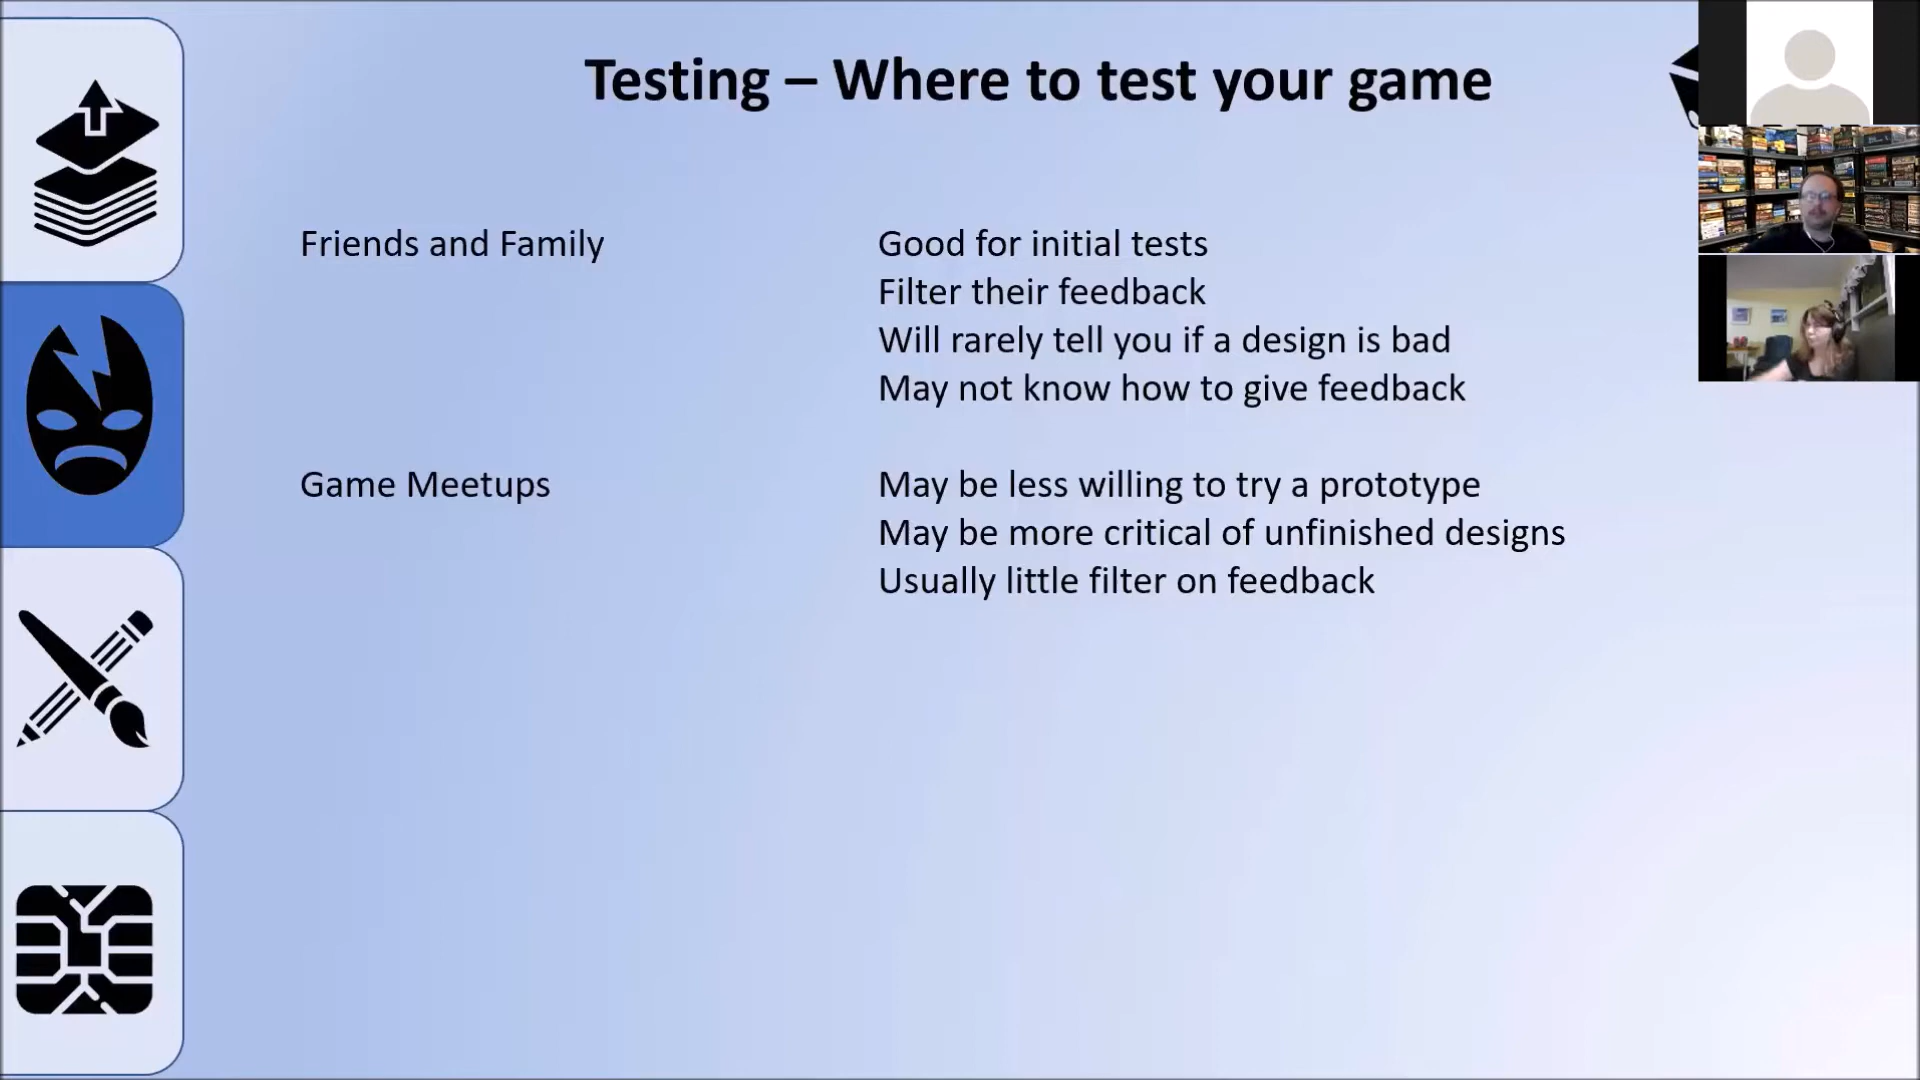 Testing – Where to test your game
Friends and Family
Good for initial tests
Filter their feedback
Will rarely tell you if a design is bad
May not know how to give feedback
Game Meetups
May be less willing to try a prototype
May be more critical of unfinished designs
Usually little filter on feedback